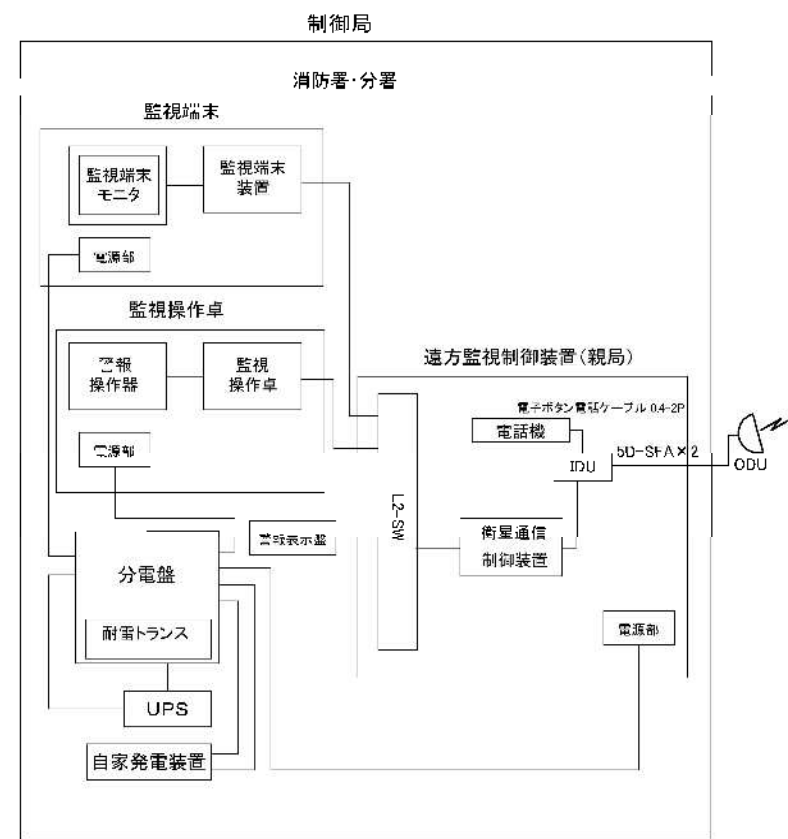 制御局
消防署・分署
監視端末
監視端末
モニタ
監視端末
装置
電源部
監視操作卓
警報
操作器
監視
操作卓
電源部
遠方監視制御装置(親局)
電子ボタン電話ケーブル 0.4-2P
電話機
IDU
5D-SFA×2
ODU
L2-SW
衛星通信
制御装置
警報表示盤
分電盤
耐雷トランス
電源部
UPS
自家発電装置